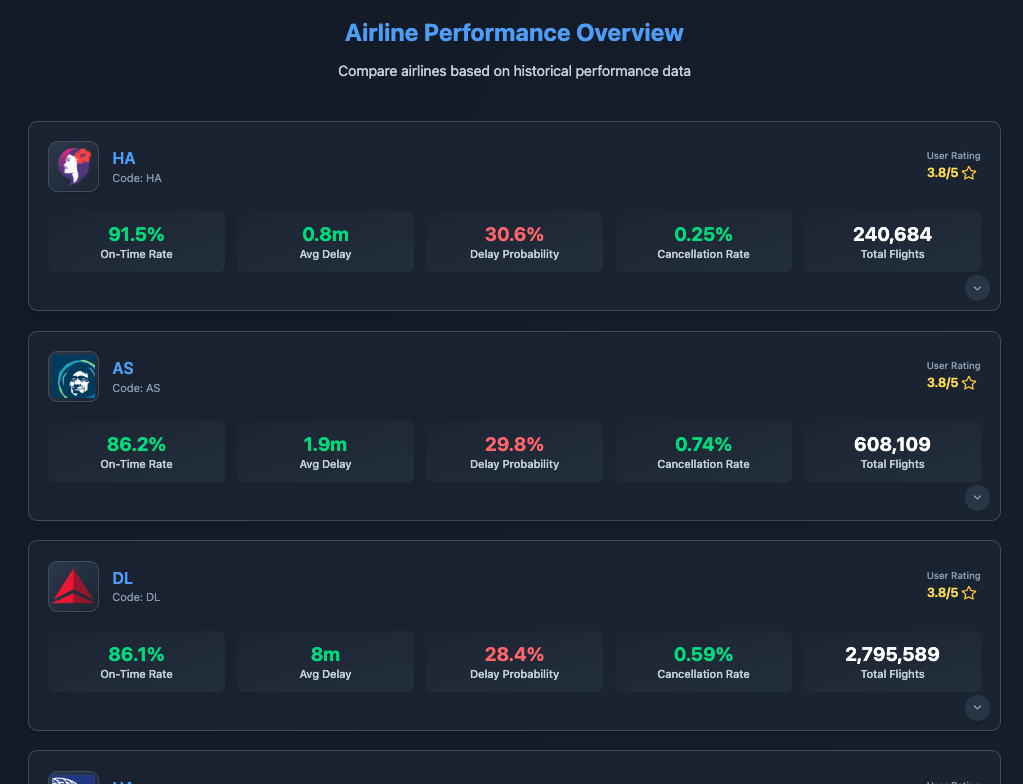 Airline Performance Overview
Compare airlines based on historical performance data
HA
Code: HA
User Rating
3.8/5
91.5%
On-Time Rate
0.8m
Avg Delay
30.6%
Delay Probability
0.25%
Cancellation Rate
240,684
Total Flights
AS
Code: AS
User Rating
3.8/5
86.2%
On-Time Rate
1.9m
Avg Delay
29.8%
Delay Probability
0.74%
Cancellation Rate
608,109
Total Flights
DL
Code: DL
User Rating
3.8/5
86.1%
On-Time Rate
8m
Avg Delay
28.4%
Delay Probability
0.59%
Cancellation Rate
2,795,589
Total Flights